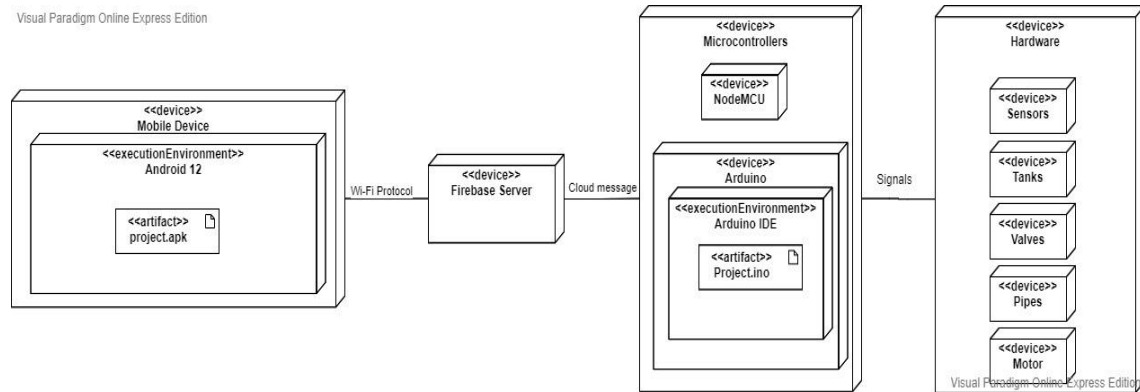 Visual Paradigm Online Express Edition
<<device>>
Mobile Device
<<executionEnvironment>>
Android 12
<<artifact>>
project.apk
Wi-Fi Protocol
<<device>>
Firebase Server
Cloud message
<<device>>
Microcontrollers
<<device>>
NodeMCU
<<device>>
Arduino
<<executionEnvironment>>
Arduino IDE
<<artifact>>
Project.ino
Signals
<<device>>
Hardware
<<device>>
Sensors
<<device>>
Tanks
<<device>>
Valves
<<device>>
Pipes
<<device>>
Motor
Visual Paradigm Online Express Edition